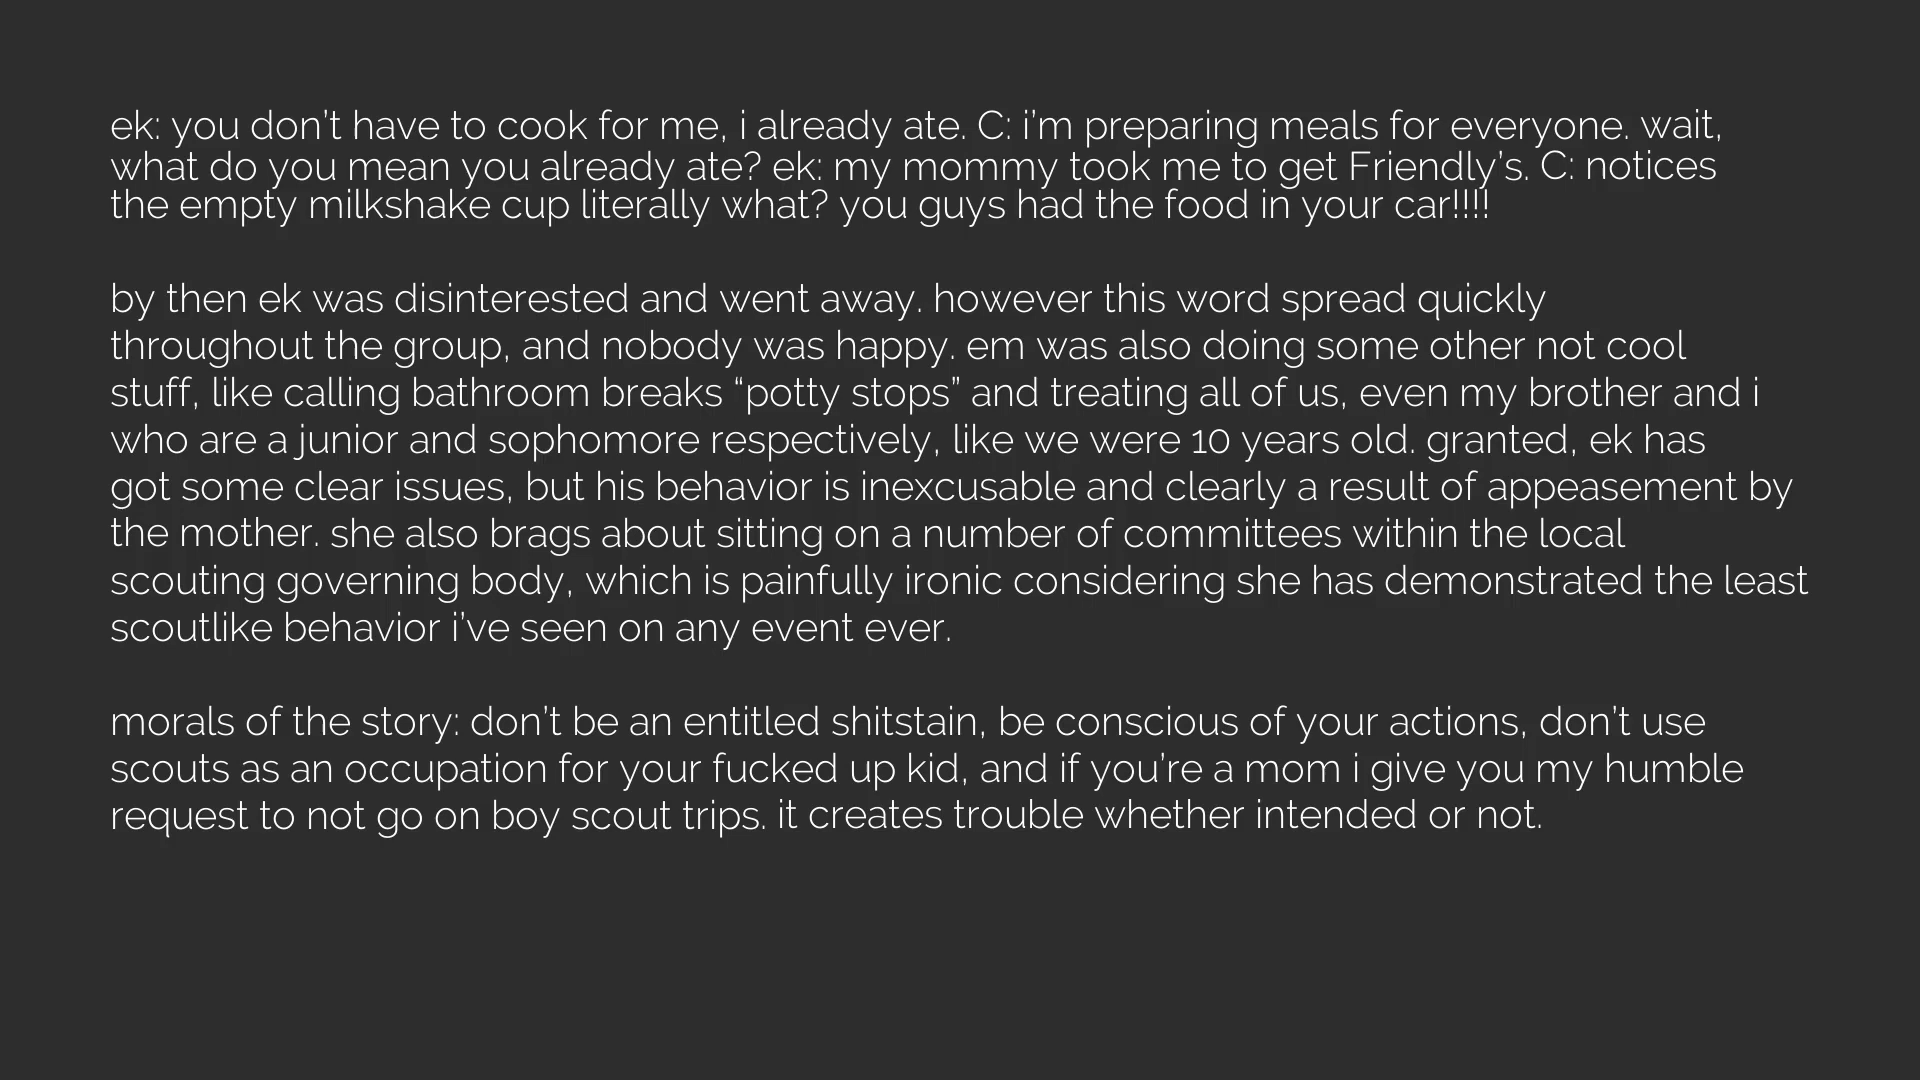 ek: you don’t have to cook for me, i already ate. C: i’m preparing meals for everyone. wait,
what do you mean you already ate? ek: my mommy took me to get Friendly’s. C: notices
the empty milkshake cup literally what? you guys had the food in your car!!!!
by then ek was disinterested and went away. however this word spread quickly
throughout the group, and nobody was happy. em was also doing some other not cool
stuff, like calling bathroom breaks “potty stops” and treating all of us, even my brother and i
who are a junior and sophomore respectively, like we were 10 years old. granted, ek has
got some clear issues, but his behavior is inexcusable and clearly a result of appeasement by
the mother. she also brags about sitting on a number of committees within the local
scouting governing body, which is painfully ironic considering she has demonstrated the least
scoutlike behavior i’ve seen on any event ever.
morals of the story: don’t be an entitled shitstain, be conscious of your actions, don’t use
scouts as an occupation for your fucked up kid, and if you’re a mom i give you my humble
request to not go on boy scout trips. it creates trouble whether intended or not.